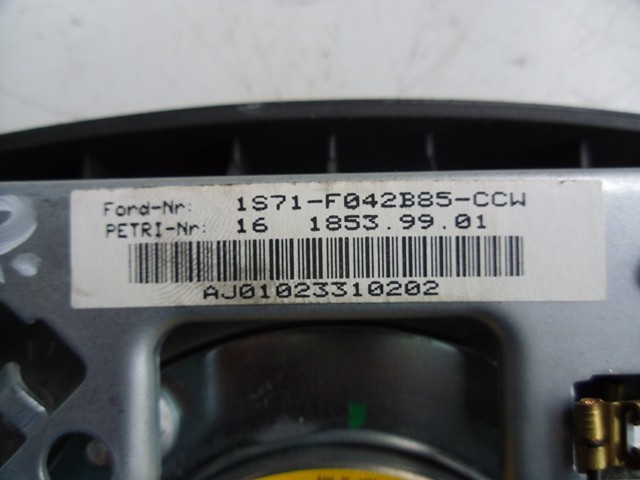 Ford-Nr: 1S71-F042B85-CCW
PETRI-Nr: 16 1853.99.01
AJ01023310202